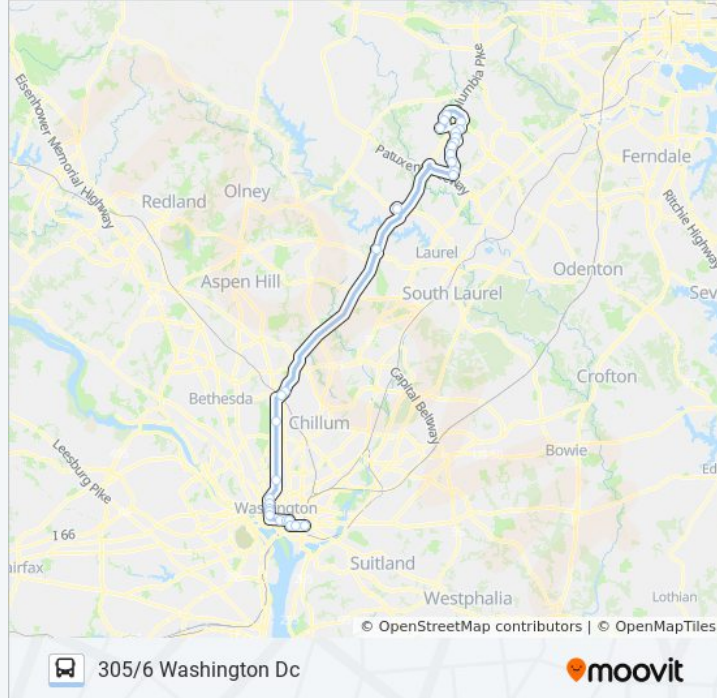 Columbia Pike
Eisenhower Memorial Highway
Ferndale
Olney
Redland
Ritchie Highway
Laurel
Odenton
Aspen Hill
South Laurel
Sev
Crofton
Capital Beltway
Bethesda
Chillum
Leesburg Pike
Bowie
Ed
Washington
I 66
airfax
Suitland
Westphalia
Lothian
© OpenStreetMap contributors | © OpenMapTiles
305/6 Washington Dc
moovit